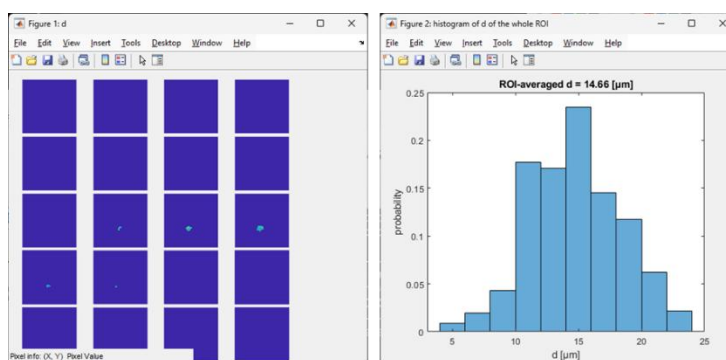 Figure 1: d
File Edit View Insert Tools Desktop Window Help
Pixel info: (X, Y) Pixel Value
Figure 2: histogram of d of the whole ROI
File Edit View Insert Tools Desktop Window Help
ROI-averaged d = 14.66 [µm]
0.25
0.2
0.15
0.1
0.05
0
probability
5 10 15 20 25
d [µm]